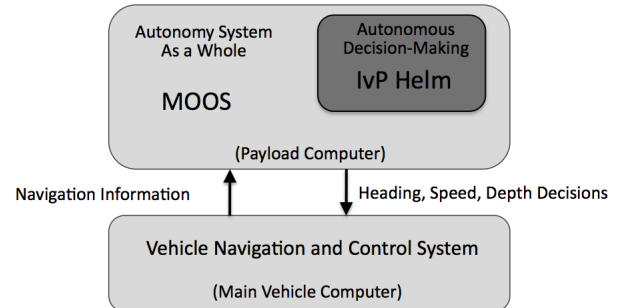 Autonomy System
As a Whole
MOOS
Autonomous
Decision-Making
IvP Helm
(Payload Computer)
Navigation Information
Heading, Speed, Depth Decisions
Vehicle Navigation and Control System
(Main Vehicle Computer)